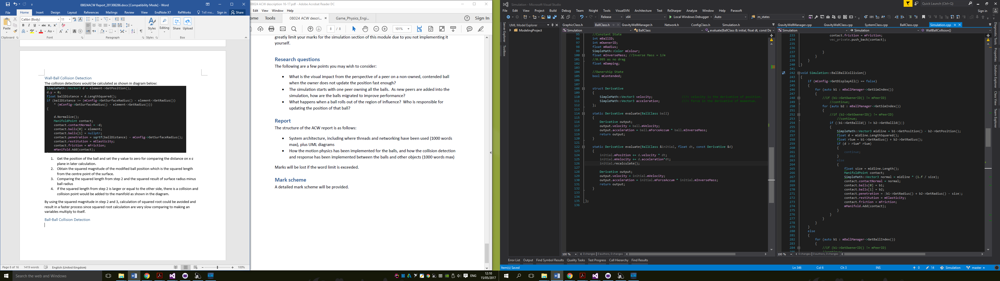 08024ACW Report_201308286.docx [Compatibility Mode] - Word
File Home Insert Design Layout References Mailings Review View EndNote X7 RefWorks Tell me... Sign in Share
Calibri (Body) 11
Paste Styles Editing Share Upload
Clipboard Font Paragraph Styles Box
Wall-Ball Collision Detection
The collision detections would be calculated as shown in diagram below:
SimpleMath::Vector3 d = element->GetPosition();
d.y = 0;
float ballDistance = d.LengthSquared();
if (ballDistance >= (mConfig->GetSurfaceRadius() - element->GetRadius())
* (mConfig->GetSurfaceRadius() - element->GetRadius()))
{
d.Normalize();
ManifoldPoint contact;
contact.contactNormal = -d;
contact.balls[0] = element;
contact.balls[1] = nullptr;
contact.penetration = sqrtf(ballDistance) - mConfig->GetSurfaceRadius();
contact.restitution = mElasticity;
contact.friction = mFriction;
mManifold.Add(contact);
1. Get the position of the ball and set the y value to zero for comparing the distance on x-z
plane in later calculation.
2. Obtain the squared magnitude of the modified ball position which is the squared length
from the centre point of the surface.
3. Comparing the squared length from step 2 and the squared result of surface radius minus
ball radius
4. If the squared length from step 2 is larger or equal to the other side, there is a collision and
collision point would be added to the manifold as shown in the diagram.
By using the squared magnitude in step 2 and 3, calculation of squared root could be avoided and
result in a faster process since squared root calculation are very slow comparing to making an
variables multiply to itself.
Ball-Ball Collision Detection
Page 8 of 16 1419 words English (United Kingdom) 100%
08024 ACW description 16-17.pdf - Adobe Acrobat Reader DC
Edit View Window Help
ome Tools 08024 ACW descri... × Game_Physics_Engi... Sign In
8 / 8 101%
greatly limit your marks for the simulation section of this module due to you not implementing it
yourself.
Research questions
The following are a few points you may wish to consider:
• What is the visual impact from the perspective of a peer on a non-owned, contended ball
when the owner does not update the position fast enough?
• The simulation starts with one peer owning all the balls. As new peers are added into the
simulation, how are the balls migrated to improve performance?
• What happens when a ball rolls out of the region of influence? Who is responsible for
updating the position of that ball?
Report
The structure of the ACW report is as follows:
• System architecture, including where threads and networking have been used (1000 words
max), plus UML diagrams
• How the motion physics has been implemented for the balls, and how the collision detection
and response has been implemented between the balls and other objects (1000 words max)
Marks will be lost if the word limit is exceeded.
Mark scheme
A detailed mark scheme will be provided.
Simulation - Microsoft Visual Studio
Quick Launch (Ctrl+Q)
File Edit View Project Build Debug Team Nsight Tools VisualSVN Architecture Test ReSharper Analyze Window Help Parasoft Sign in
Release x64 Local Windows Debugger Auto m_states
Server Explorer
Toolbox
UML Model Explorer
ModelingProject
GraphicClass.h BallClass.h GravityWellManager.h Network.h ConfigClass.h Simulation.h
Simulation BallClass evaluate(BallClass & initial, float dt, const De
95 //Constant State
96 int mBallID;
97 int mOwenerID;
98 float mRadius;
99 SimpleMath::Color mColour;
100 float mInverseMass; //Inverse Mass = 1/m
101 //0.995 as no drag
102 float mDamping;
103
104 //Ownership State
105 bool mContended;
106
107
108 struct Derivative
109 {
110 SimpleMath::Vector3 velocity; ///< velocity is the derivative of position.
111 SimpleMath::Vector3 acceleration; ///< force in the derivative of momentum.
112 };
113
114 static Derivative evaluate(BallClass ball)
115 {
116 Derivative output;
117 output.velocity = ball.mVelocity;
118 output.acceleration = ball.mForceAccum * ball.mInverseMass;
119 return output;
120 }
121
122 static Derivative evaluate(BallClass &initial, float dt, const Derivative &d)
123 {
124 initial.mPosition += d.velocity * dt;
125 initial.mVelocity += d.acceleration*dt;
126 initial.recalculate();
127
128 Derivative output;
129 output.velocity = initial.mVelocity;
130 output.acceleration = initial.mForceAccum * initial.mInverseMass;
131 return output;
132 }
133
134
135 };
136
100 % 0 changes | 0 authors, 0 changes
GravityWellManager.cpp GravityWellClass.cpp SystemClass.cpp BallClass.cpp Simulation.cpp
Simulation Simulation WallBallCollision()
233 contact.friction = mFriction;
234 vec_private.push_back(contact);
235
236
237 }
238 }
239 }
240 }
241
242 void Simulation::BallBallCollision()
243 {
244 if (mConfig->GetDisplayAll() == false)
245 {
246 for (auto b1 : mBallManager->GetSimIndex())
247 {
248 //if (b1->GetOwenerID() != mPeerID)
249 //continue;
250 for (auto b2 : mBallManager->GetSimIndex())
251 {
252 //if (b2->GetOwenerID() != mPeerID)
253 //continue;
254 if ((b1->GetBallId() != b2->GetBallId()))
255 {
256 SimpleMath::Vector3 midline = b1->GetPosition() - b2->GetPosition();
257 float d = midline.LengthSquared();
258 float rSum = b1->GetRadius() + b2->GetRadius();
259 if (d > rSum* rSum)
260 {
261 continue;
262 }
263 else
264 {
265 float size = midline.Length();
266 ManifoldPoint contact;
267 SimpleMath::Vector3 normal = midline * (1.f / size);
268 contact.contactNormal = normal;
269 contact.balls[0] = b1;
270 contact.balls[1] = b2;
271 contact.penetration = (b1->GetRadius() + b2->GetRadius() - size);
272 contact.restitution = mElasticity;
273 contact.friction = mFriction;
274 mManifold.Add(contact);
275 }
276 }
277 }
278 }
279 }
280 else
281 {
282 for (auto b1 : mBallManager->GetBallIndex())
283 {
284 //if (b1->GetOwenerID() != mPeerID)
100 % 0 changes | 0 authors, 0 changes
Diagnostic Tools
Properties
Solution Explorer
Class View
Team Explorer
Error List Output Find Symbol Results Quality Tasks Test Progress Call Hierarchy Find Results
Item(s) Saved Ln 346 Col 6 Ch 3 INS 0 14 Simulation master
Search the web and Windows
ENG 12:10
15/05/2017